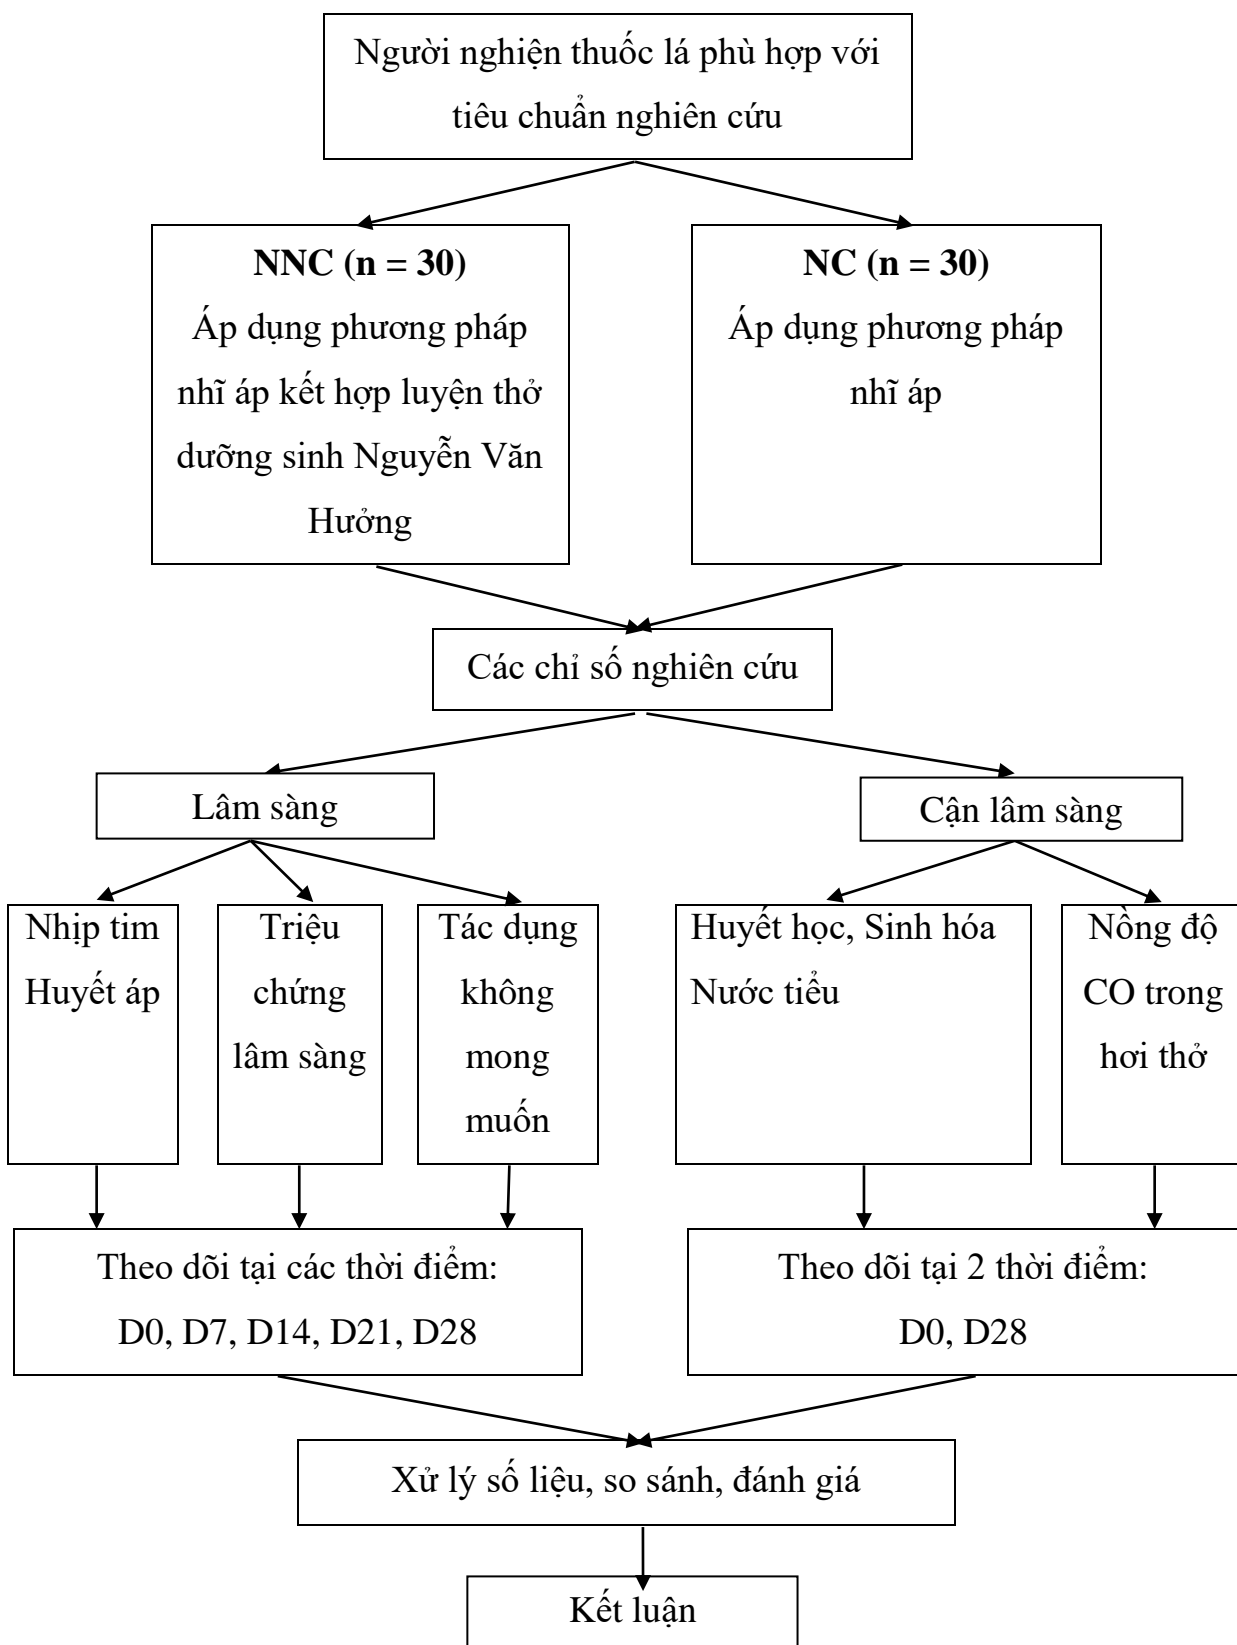 Người nghiện thuốc lá phù hợp với
tiêu chuẩn nghiên cứu
NNC (n = 30)
Áp dụng phương pháp
nhĩ áp kết hợp luyện thở
dưỡng sinh Nguyễn Văn
Hưởng
NC (n = 30)
Áp dụng phương pháp
nhĩ áp
Các chỉ số nghiên cứu
Lâm sàng
Cận lâm sàng
Nhịp tim
Huyết áp
Triệu
chứng
lâm sàng
Tác dụng
không
mong
muốn
Huyết học, Sinh hóa
Nước tiểu
Nồng độ
CO trong
hơi thở
Theo dõi tại các thời điểm:
D0, D7, D14, D21, D28
Theo dõi tại 2 thời điểm:
D0, D28
Xử lý số liệu, so sánh, đánh giá
Kết luận